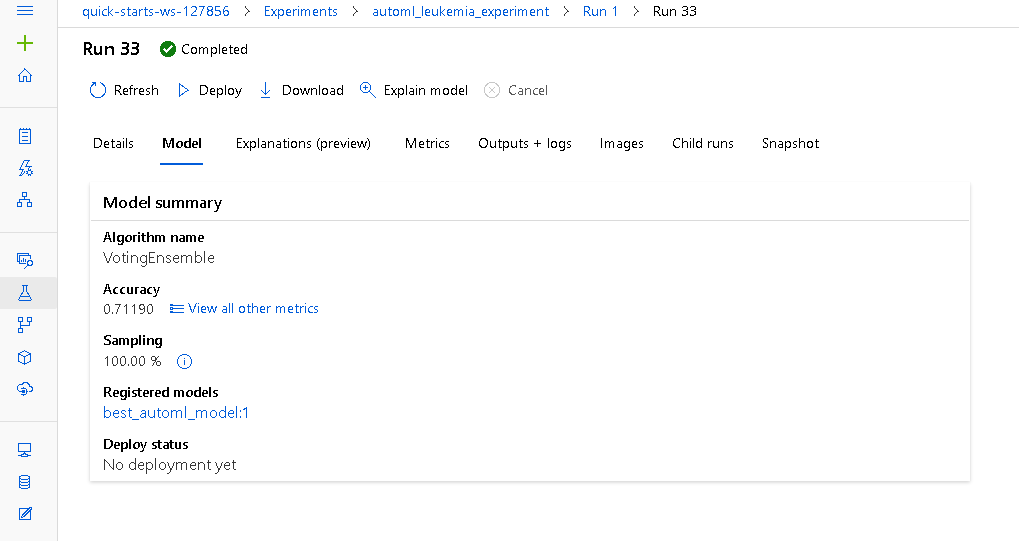 quick-starts-ws-127856 > Experiments > automl_leukemia_experiment > Run 1 > Run 33
Run 33 Completed
Refresh Deploy Download Explain model Cancel
Details Model Explanations (preview) Metrics Outputs + logs Images Child runs Snapshot
Model summary
Algorithm name
VotingEnsemble
Accuracy
0.71190 View all other metrics
Sampling
100.00 %
Registered models
best_automl_model:1
Deploy status
No deployment yet